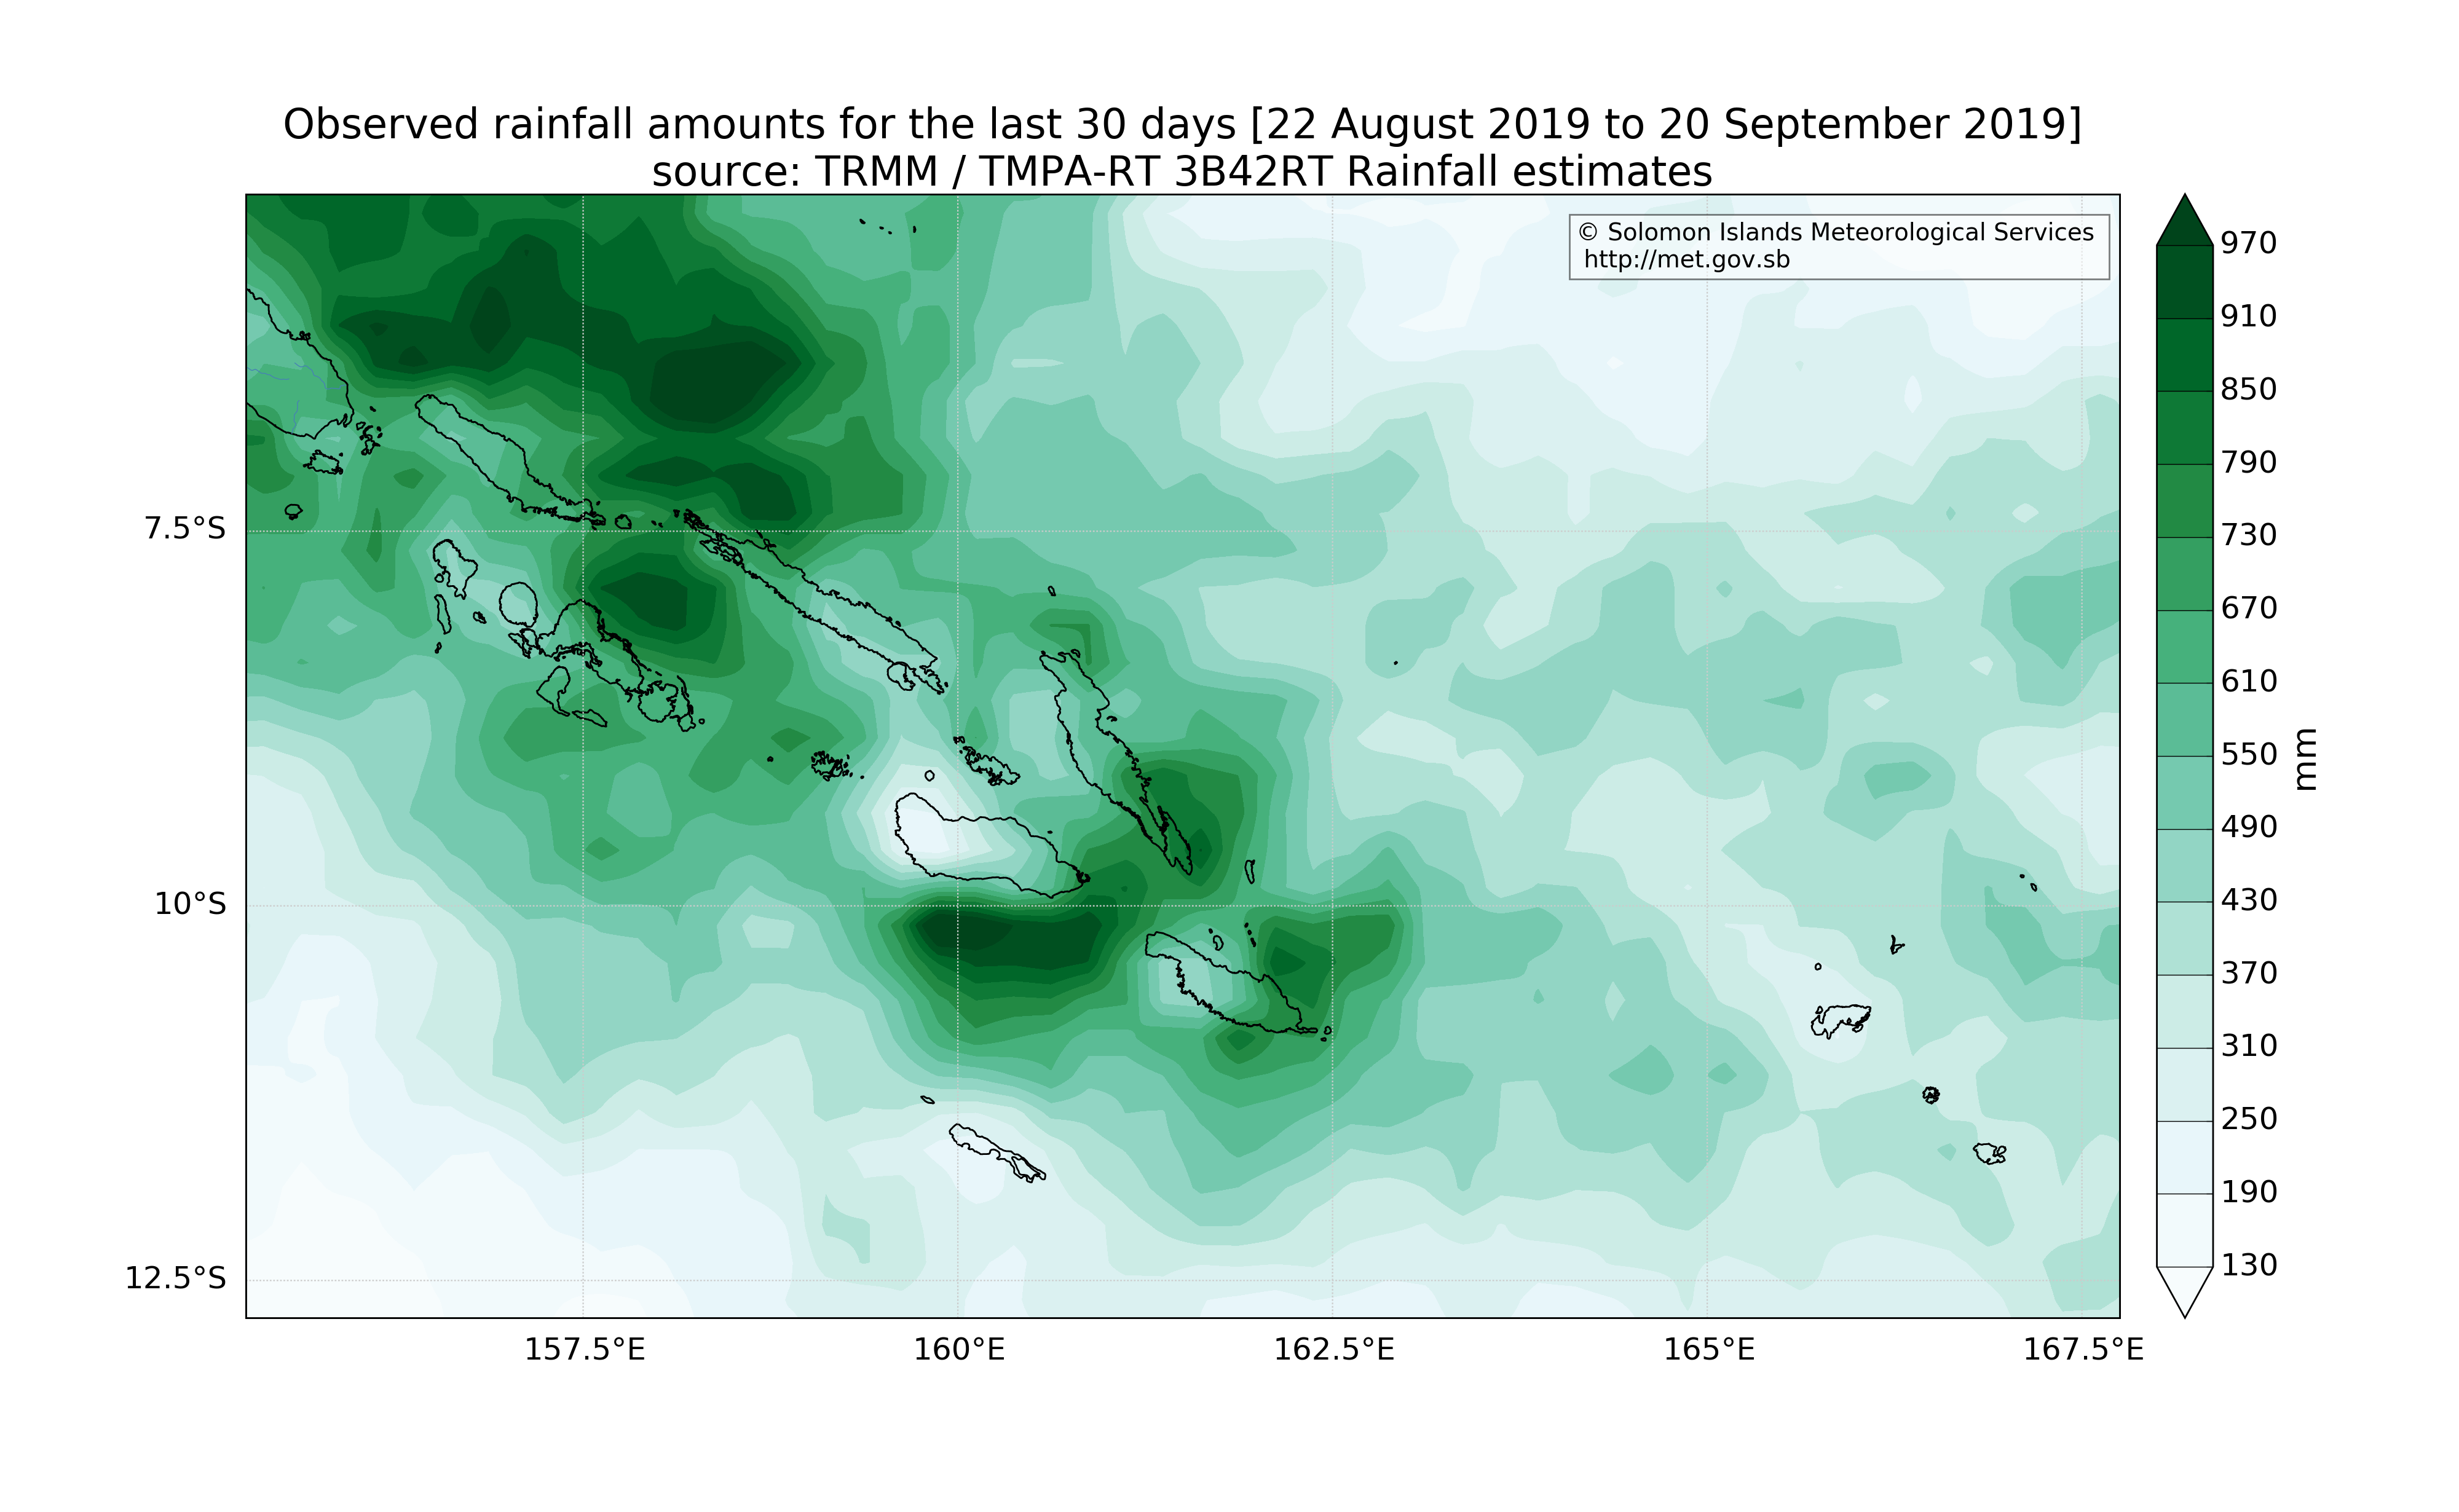 Observed rainfall amounts for the last 30 days [22 August 2019 to 20 September 2019]
source: TRMM / TMPA-RT 3B42RT Rainfall estimates
© Solomon Islands Meteorological Services
http://met.gov.sb
7.5°S
10°S
12.5°S
157.5°E
160°E
162.5°E
165°E
167.5°E
970
910
850
790
730
670
610
550
490
430
370
310
250
190
130
mm